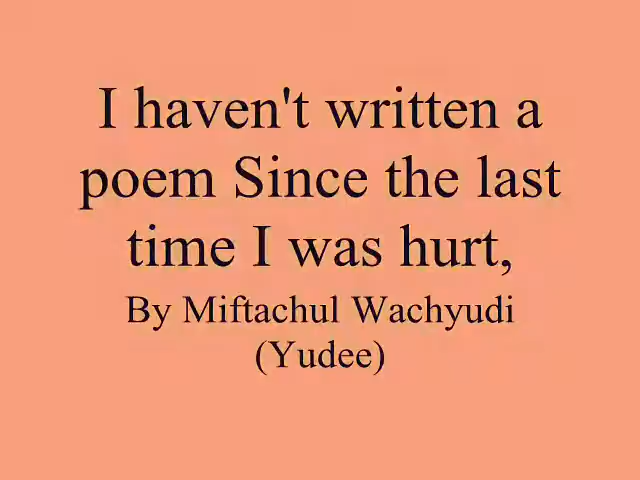 I haven't written a
poem Since the last
time I was hurt,
By Miftachul Wachyudi
(Yudee)